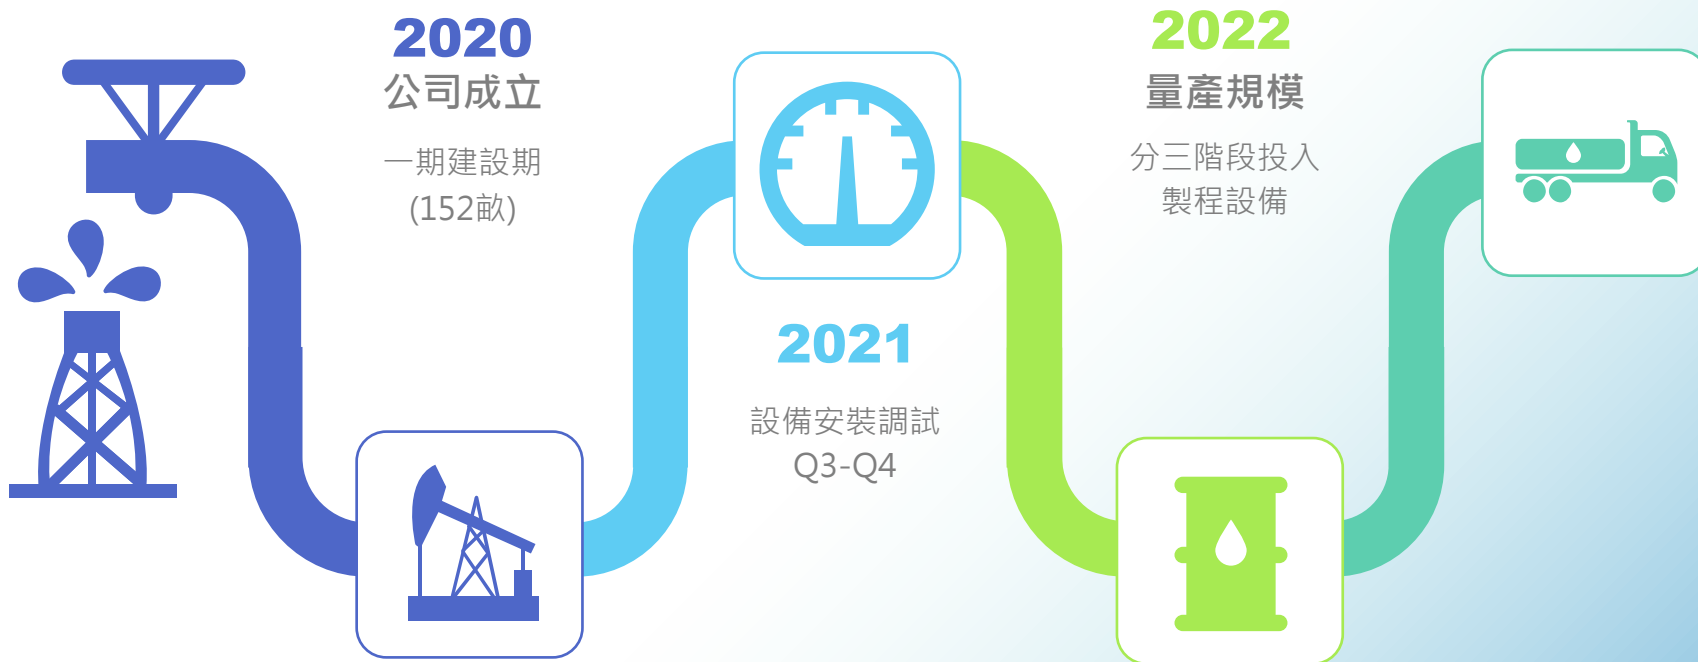 2020
公司成立
一期建設期
(152畝)
2021
設備安裝調試
Q3-Q4
2022
量產規模
分三階段投入
製程設備